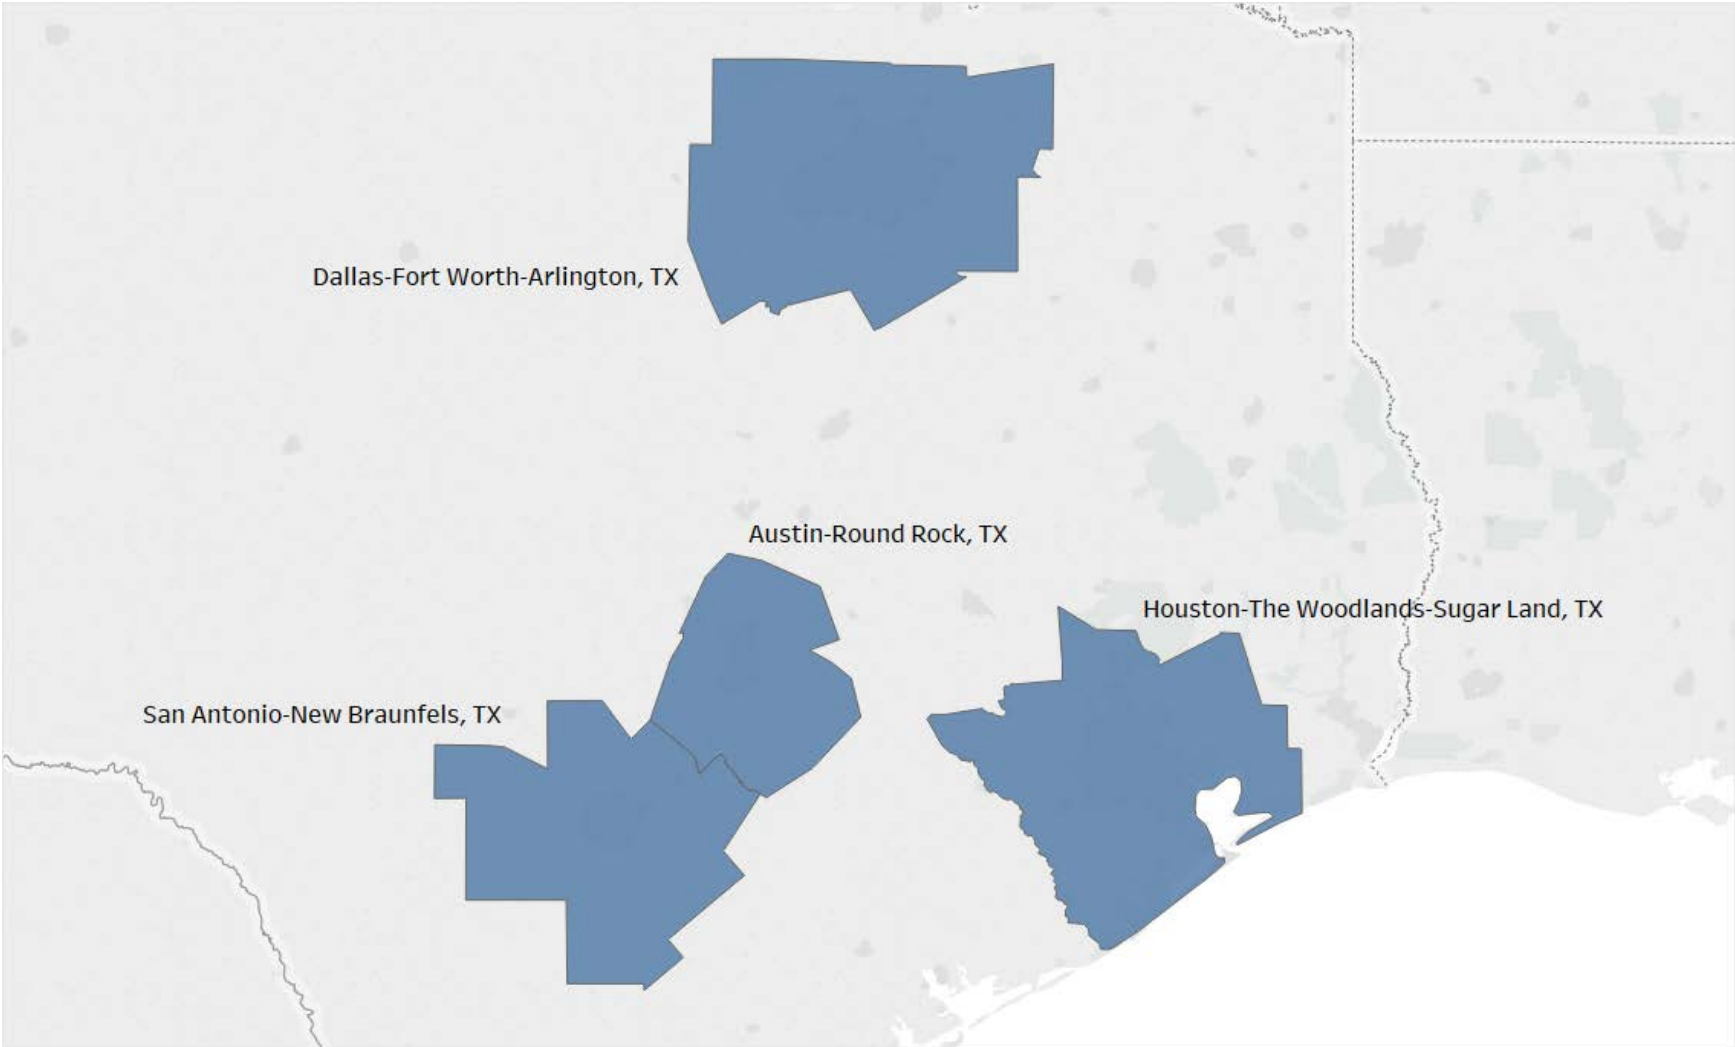 Dallas-Fort Worth-Arlington, TX
Austin-Round Rock, TX
Houston-The Woodlands-Sugar Land, TX
San Antonio-New Braunfels, TX